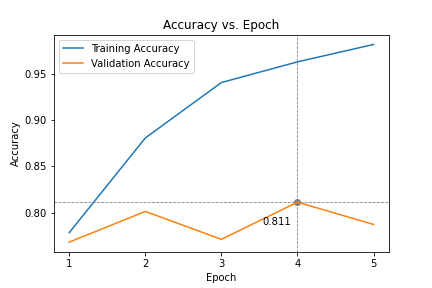 Accuracy vs. Epoch
Training Accuracy
Validation Accuracy
Accuracy
0.95
0.90
0.85
0.80
0.811
1 2 3 4 5
Epoch